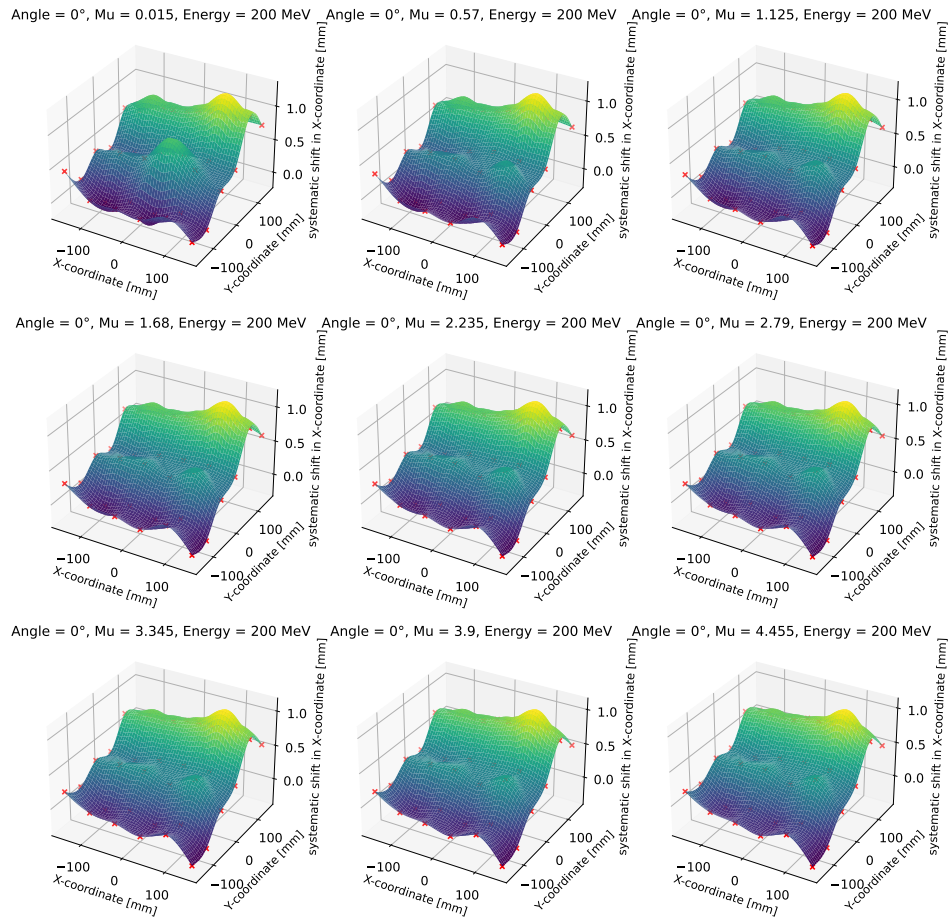 Angle = 0°, Mu = 0.015, Energy = 200 MeV
1.0
0.5
0.0
systematic shift in X-coordinate [mm]
−100
0
100
X-coordinate [mm]
−100
0
100
Y-coordinate [mm]
Angle = 0°, Mu = 0.57, Energy = 200 MeV
1.0
0.5
0.0
systematic shift in X-coordinate [mm]
−100
0
100
X-coordinate [mm]
−100
0
100
Y-coordinate [mm]
Angle = 0°, Mu = 1.125, Energy = 200 MeV
1.0
0.5
0.0
systematic shift in X-coordinate [mm]
−100
0
100
X-coordinate [mm]
−100
0
100
Y-coordinate [mm]
Angle = 0°, Mu = 1.68, Energy = 200 MeV
1.0
0.5
0.0
systematic shift in X-coordinate [mm]
−100
0
100
X-coordinate [mm]
−100
0
100
Y-coordinate [mm]
Angle = 0°, Mu = 2.235, Energy = 200 MeV
1.0
0.5
0.0
systematic shift in X-coordinate [mm]
−100
0
100
X-coordinate [mm]
−100
0
100
Y-coordinate [mm]
Angle = 0°, Mu = 2.79, Energy = 200 MeV
1.0
0.5
0.0
systematic shift in X-coordinate [mm]
−100
0
100
X-coordinate [mm]
−100
0
100
Y-coordinate [mm]
Angle = 0°, Mu = 3.345, Energy = 200 MeV
1.0
0.5
0.0
systematic shift in X-coordinate [mm]
−100
0
100
X-coordinate [mm]
−100
0
100
Y-coordinate [mm]
Angle = 0°, Mu = 3.9, Energy = 200 MeV
1.0
0.5
0.0
systematic shift in X-coordinate [mm]
−100
0
100
X-coordinate [mm]
−100
0
100
Y-coordinate [mm]
Angle = 0°, Mu = 4.455, Energy = 200 MeV
1.0
0.5
0.0
systematic shift in X-coordinate [mm]
−100
0
100
X-coordinate [mm]
−100
0
100
Y-coordinate [mm]